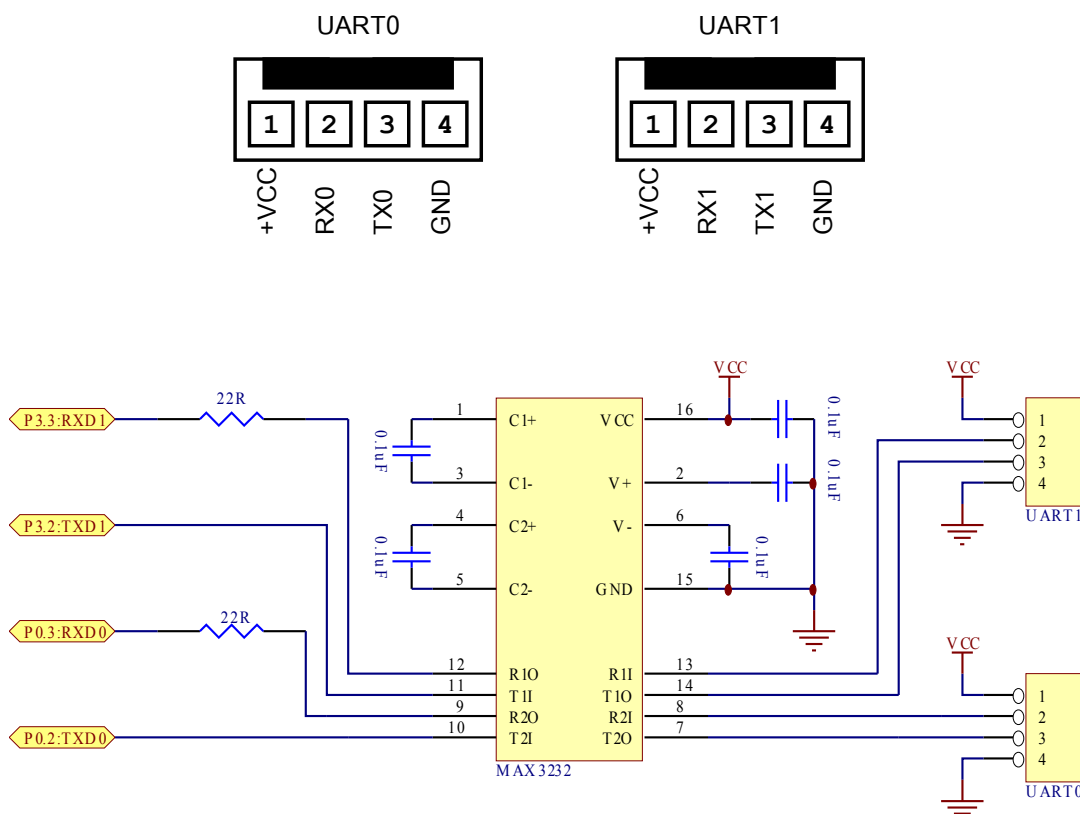 UART0
1 2 3 4
+VCC RX0 TX0 GND
UART1
1 2 3 4
+VCC RX1 TX1 GND
P3.3:RXD1
22R
P3.2:TXD1
P0.3:RXD0
22R
P0.2:TXD0
0.1uF
0.1uF
1 C1+
3 C1-
4 C2+
5 C2-
12 R1O
11 T1I
9 R2O
10 T2I
VCC 16
V+ 2
V- 6
GND 15
R1I 13
T1O 14
R2I 8
T2O 7
MAX3232
VCC
0.1uF
0.1uF
0.1uF
VCC
1
2
3
4
UART1
VCC
1
2
3
4
UART0